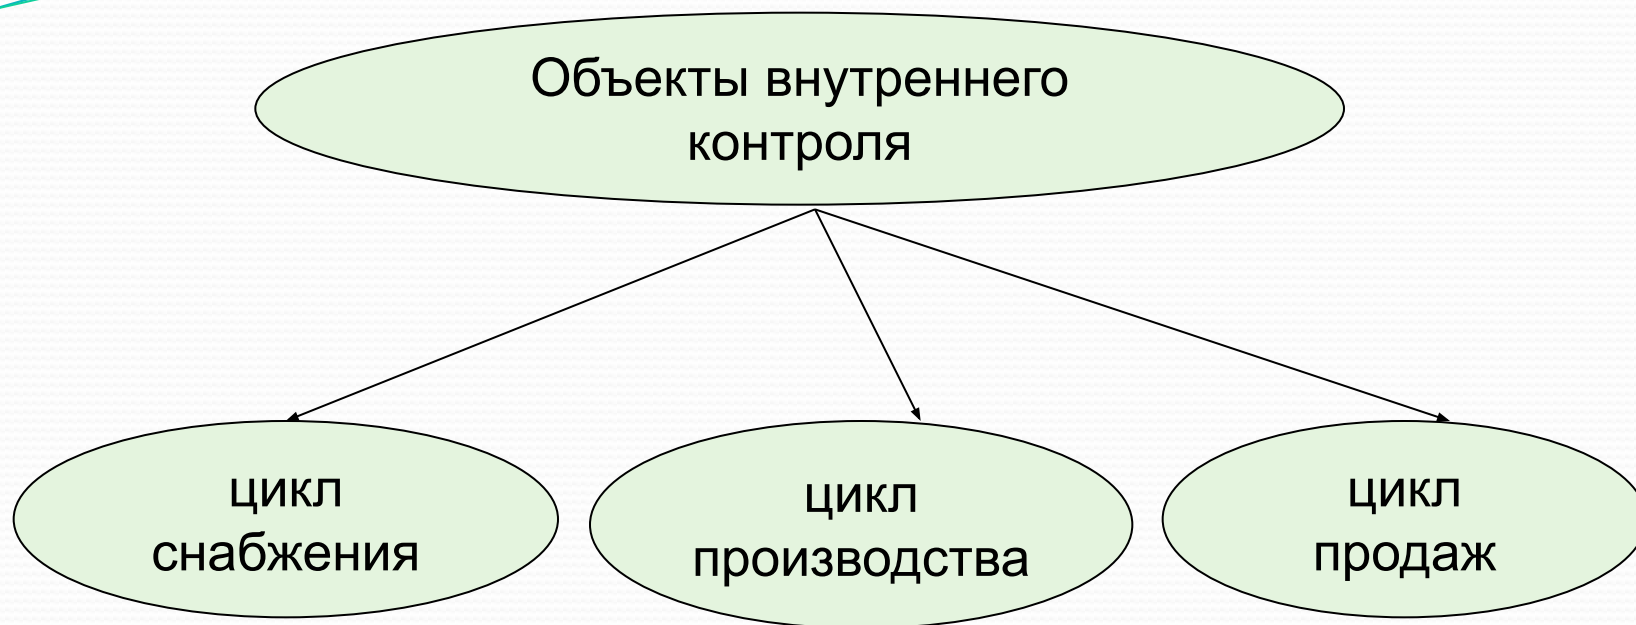 Объекты внутреннего
контроля
цикл
снабжения
цикл
производства
цикл
продаж